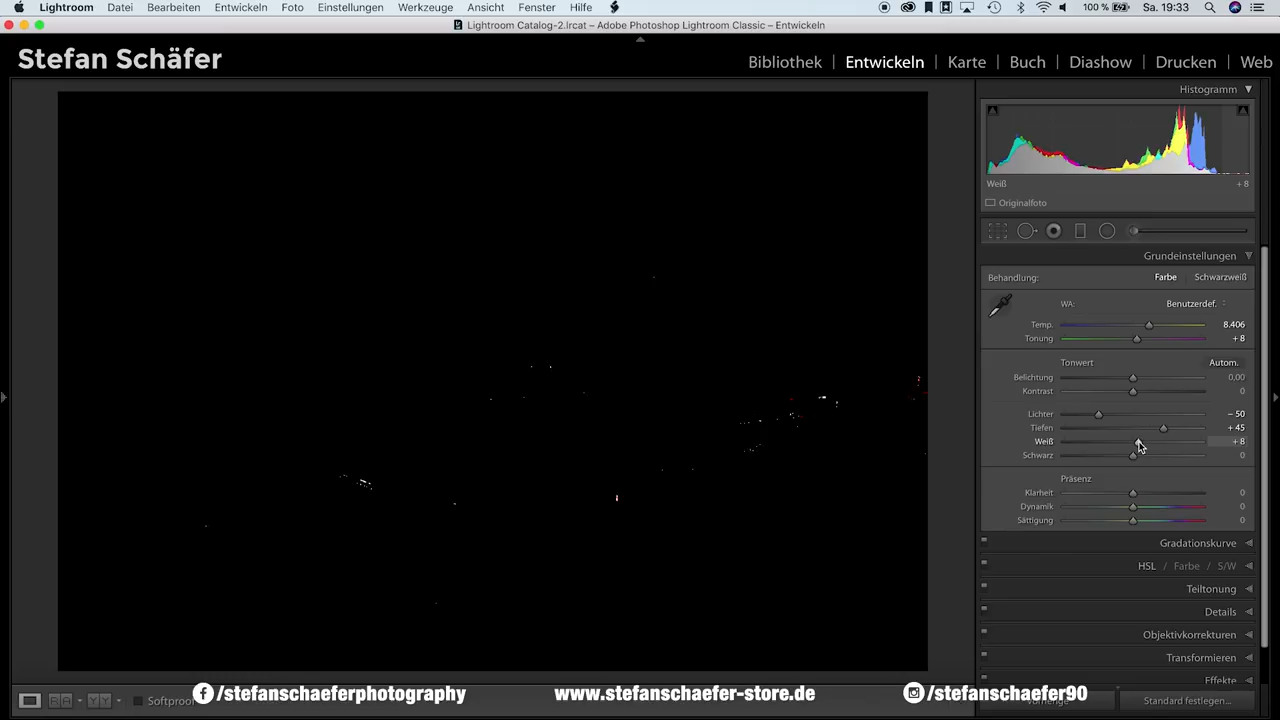 Lightroom Datei Bearbeiten Entwickeln Foto Einstellungen Werkzeuge Ansicht Fenster Hilfe 100 % Sa. 19:33
Lightroom Catalog-2.lrcat – Adobe Photoshop Lightroom Classic – Entwickeln
Stefan Schäfer
Bibliothek | Entwickeln | Karte | Buch | Diashow | Drucken | Web
Histogramm
Weiß + 8
Originalfoto
Grundeinstellungen
Behandlung: Farbe Schwarzweiß
WA: Benutzerdef.
Temp. 8.406
Tonung + 8
Tonwert Autom.
Belichtung 0,00
Kontrast 0
Lichter – 50
Tiefen + 45
Weiß + 8
Schwarz 0
Präsenz
Klarheit 0
Dynamik 0
Sättigung 0
Gradationskurve
HSL / Farbe / S/W
Teiltonung
Details
Objektivkorrekturen
Transformieren
Effekte
/stefanschaeferphotography www.stefanschaefer-store.de /stefanschaefer90
Standard festlegen...